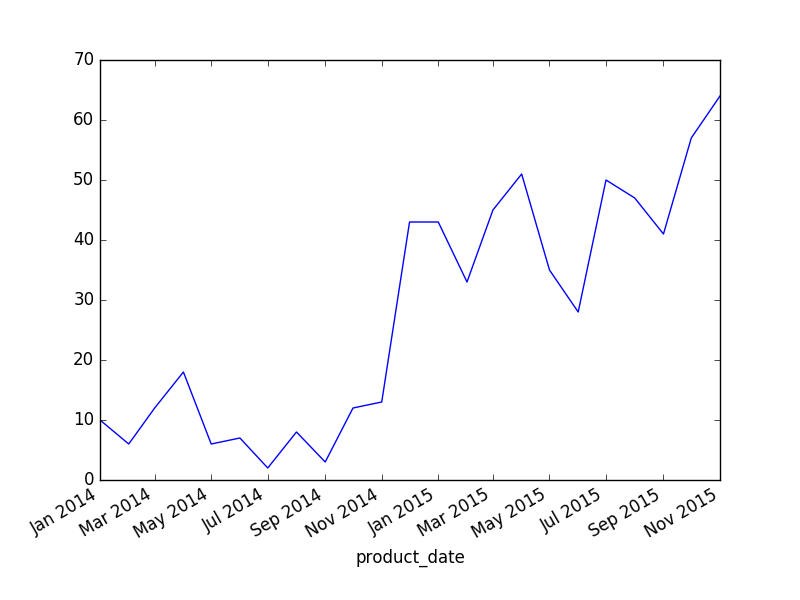 70
60
50
40
30
20
10
0
Jan 2014
Mar 2014
May 2014
Jul 2014
Sep 2014
Nov 2014
Jan 2015
Mar 2015
May 2015
Jul 2015
Sep 2015
Nov 2015
product_date